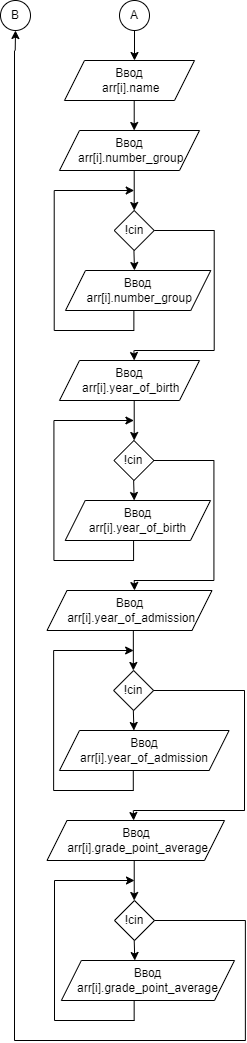 B
A
Ввод
arr[i].name
Ввод
arr[i].number_group
!cin
Ввод
arr[i].number_group
Ввод
arr[i].year_of_birth
!cin
Ввод
arr[i].year_of_birth
Ввод
arr[i].year_of_admission
!cin
Ввод
arr[i].year_of_admission
Ввод
arr[i].grade_point_average
!cin
Ввод
arr[i].grade_point_average